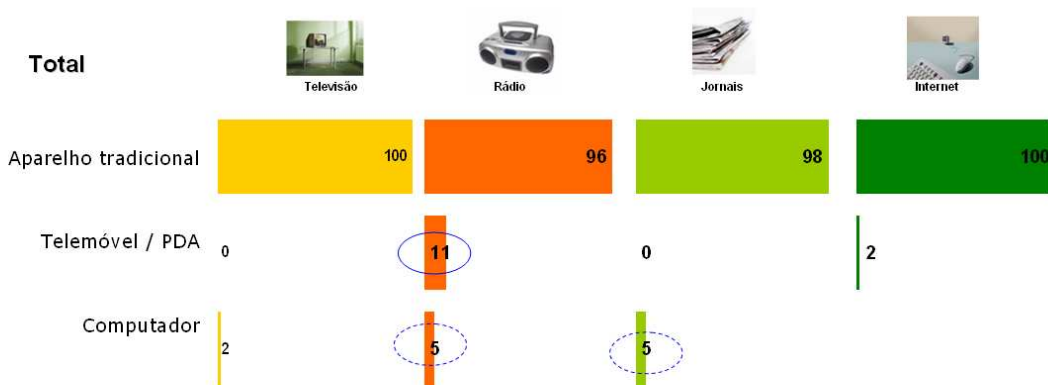 Total
Televisão
Rádio
Jornais
Internet
Aparelho tradicional
100
96
98
100
Telemóvel / PDA
0
11
0
2
Computador
2
5
5